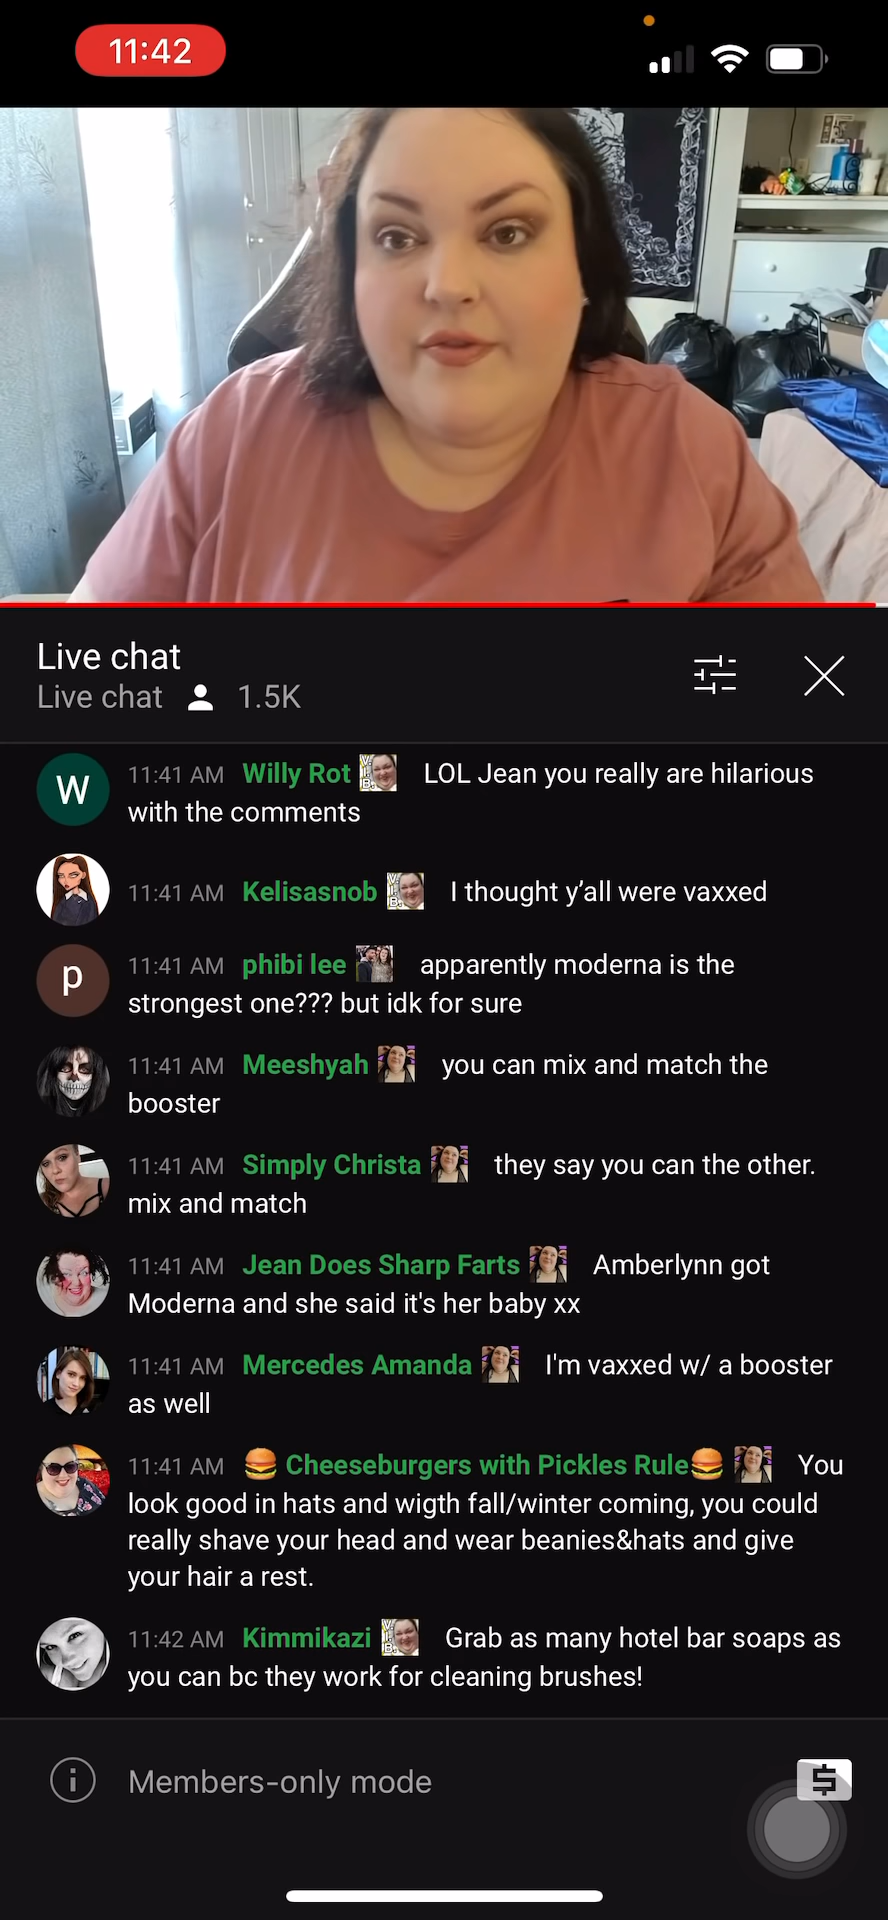 11:42
Live chat
Live chat 1.5K
W 11:41 AM Willy Rot LOL Jean you really are hilarious
with the comments
11:41 AM Kelisasnob I thought y’all were vaxxed
p 11:41 AM phibi lee apparently moderna is the
strongest one??? but idk for sure
11:41 AM Meeshyah you can mix and match the
booster
11:41 AM Simply Christa they say you can the other.
mix and match
11:41 AM Jean Does Sharp Farts Amberlynn got
Moderna and she said it's her baby xx
11:41 AM Mercedes Amanda I'm vaxxed w/ a booster
as well
11:41 AM 🍔 Cheeseburgers with Pickles Rule🍔 You
look good in hats and wigth fall/winter coming, you could
really shave your head and wear beanies&hats and give
your hair a rest.
11:42 AM Kimmikazi Grab as many hotel bar soaps as
you can bc they work for cleaning brushes!
Members-only mode
$